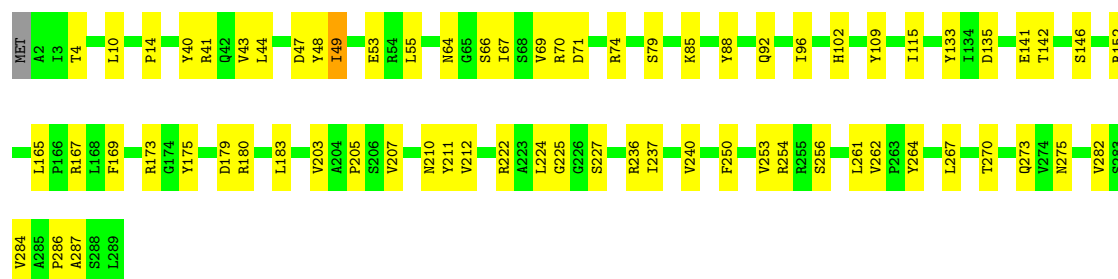 MET A2 I3 T4 L10 P14 Y40 R41 Q42 V43 L44 D47 Y48 I49 E53 R54 L55 N64 G65 S66 I67 S68 V69 R70 D71 R74 S79 K85 Y88 Q92 I96 H102 Y109 I115 Y133 I134 D135 E141 T142 S146 R152
L165 P166 R167 L168 F169 R173 G174 Y175 D179 R180 L183 V203 A204 P205 S206 V207 N210 Y211 V212 R222 A223 L224 G225 G226 S227 R236 I237 V240 F250 V253 R254 R255 S256 L261 V262 P263 Y264 L267 T270 Q273 V274 N275 V282 S283
V284 A285 P286 A287 S288 L289